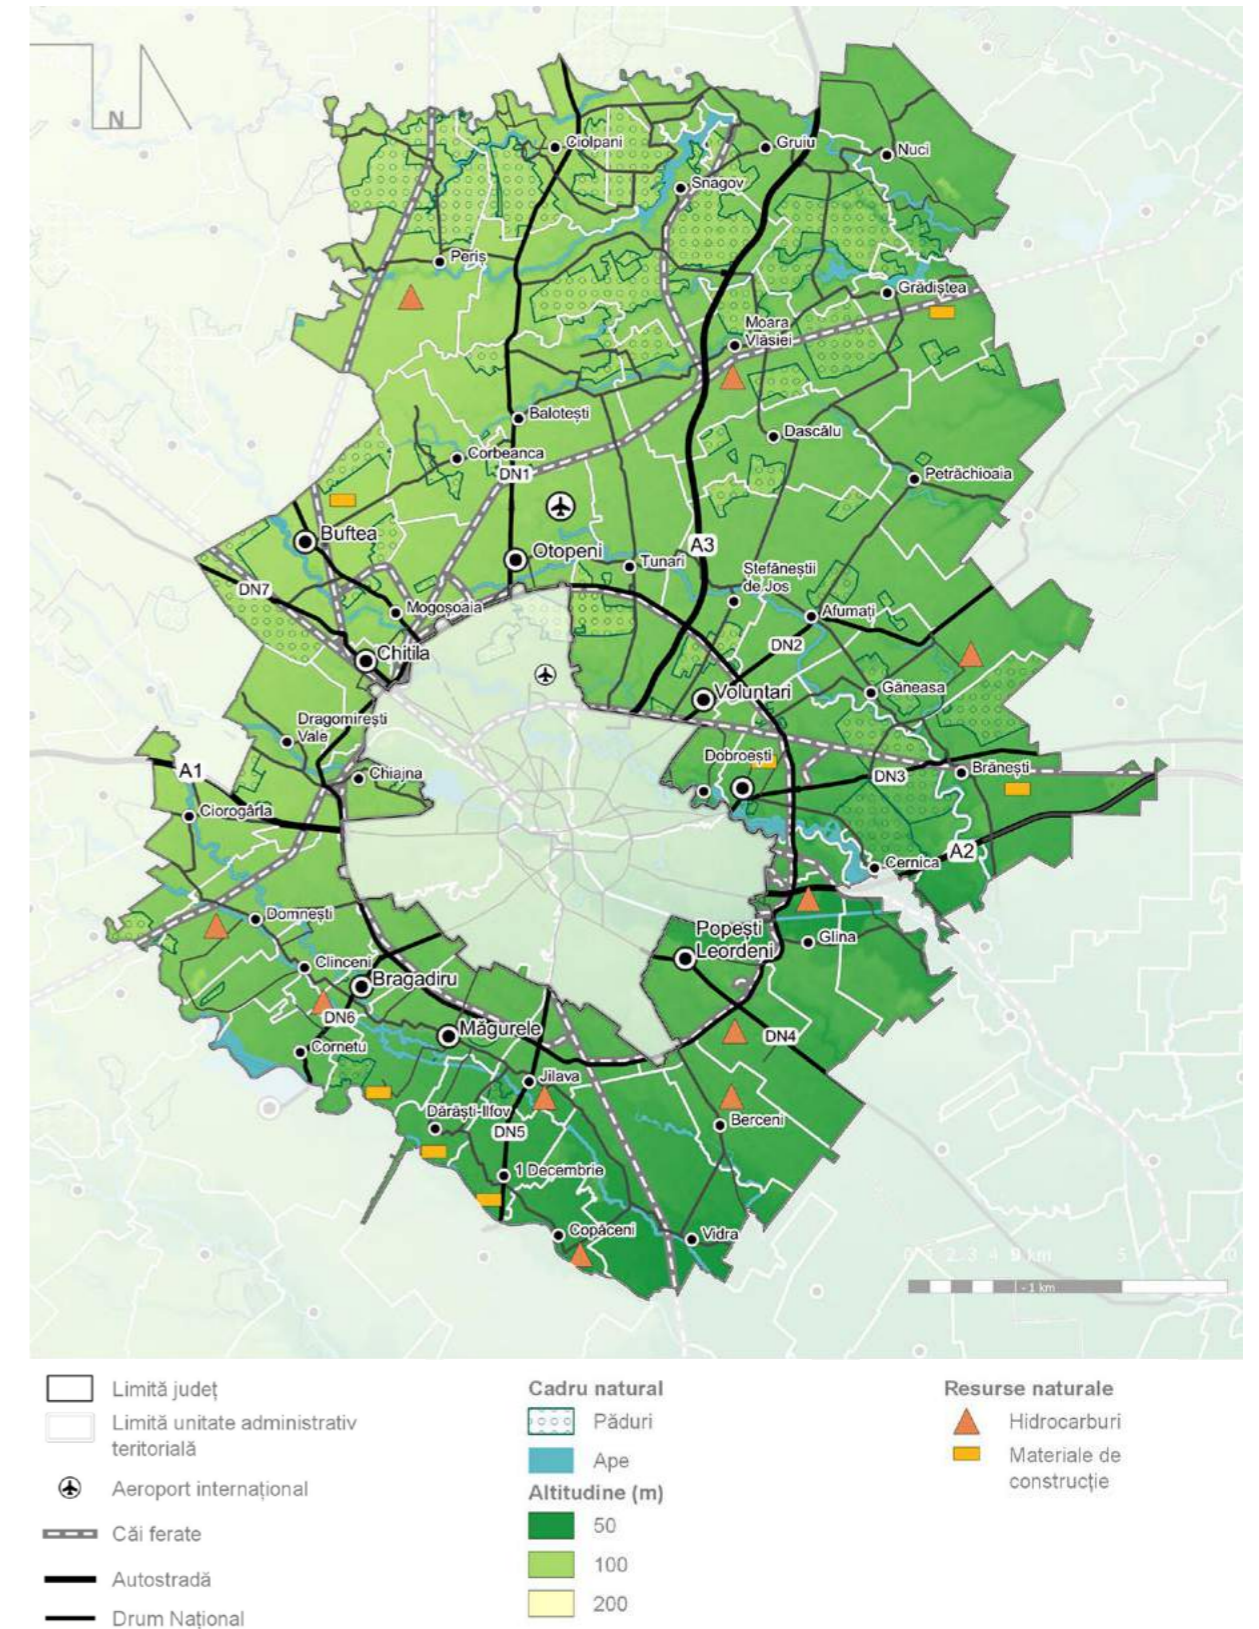 N
Ciolpani
Gruiu
Nuci
Snagov
Periș
Grădiștea
Moara
Vlăsiei
Balotești
Dascălu
Corbeanca
DN1
Petrăchioaia
Buftea
Otopeni
A3
Tunari
Ștefăneștii
de Jos
DN7
Mogoșoaia
Afumați
DN2
Chitila
Găneasa
Voluntari
Dragomirești
Vale
Dobroești
A1
Chiajna
DN3
Brănești
Ciorogârla
A2
Cernica
Domnești
Popești
Leordeni
Glina
Clinceni
Bragadiru
DN6
Măgurele
DN4
Cornetu
Jilava
Dărăști-Ilfov
Berceni
DN5
1 Decembrie
Copăceni
Vidra
~ 1 km
Limită județ
Limită unitate administrativ
teritorială
Aeroport internațional
Căi ferate
Autostradă
Drum Național
Cadru natural
Păduri
Ape
Altitudine (m)
50
100
200
Resurse naturale
Hidrocarburi
Materiale de
construcție